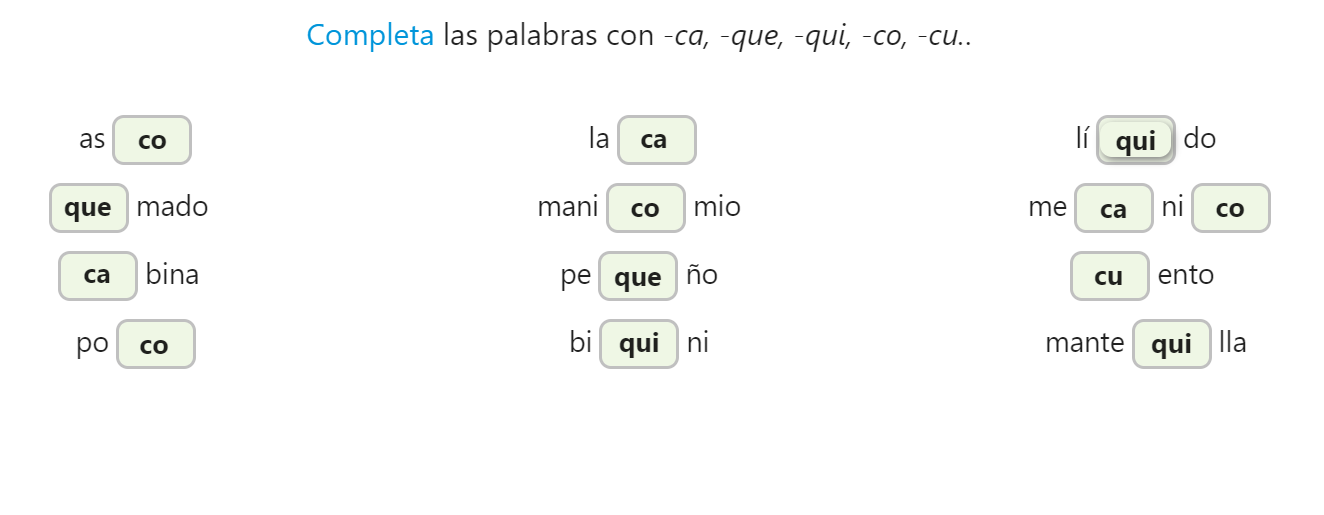 Completa las palabras con -ca, -que, -qui, -co, -cu..
as co
la ca
lí qui do
que mado
mani co mio
me ca ni co
ca bina
pe que ño
cu ento
po co
bi qui ni
mante qui lla